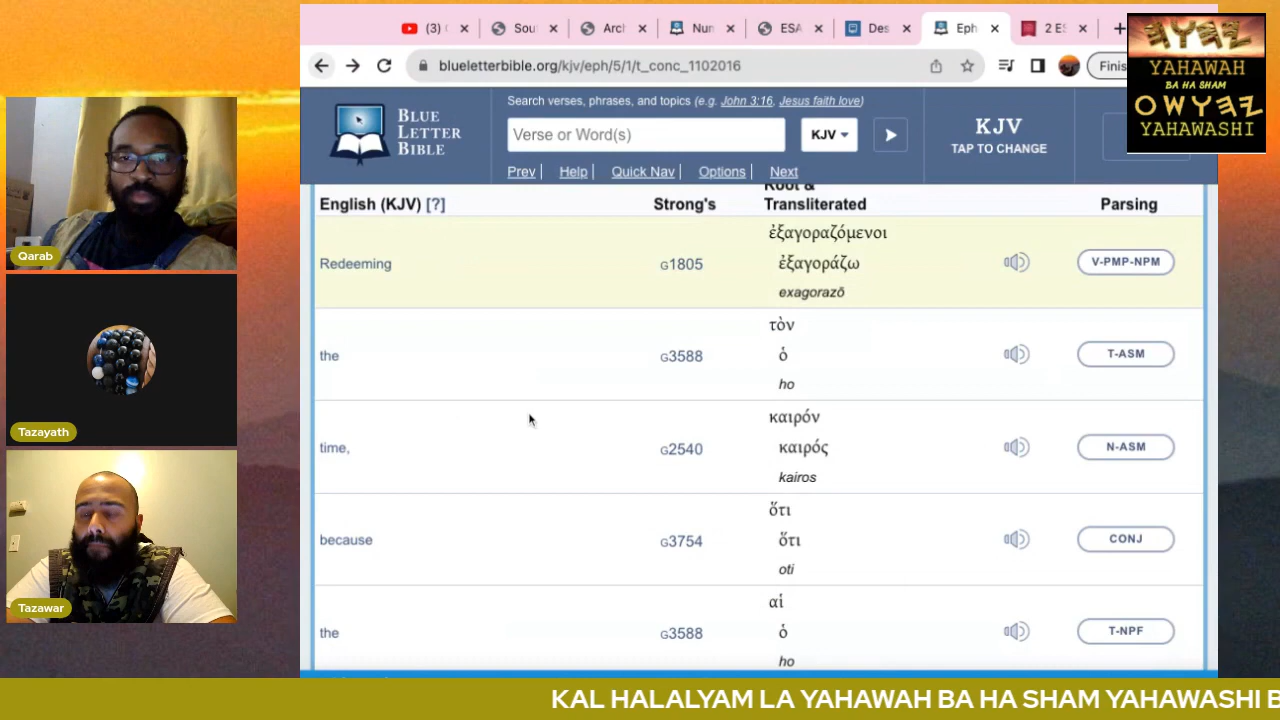 (3)
Sou
Arch
Nun
ESA
Des
Eph
2 ES
blueletterbible.org/kjv/eph/5/1/t_conc_1102016
Finis
YAHAWAH
BA HA SHAM
YAHAWASHI
BLUE
LETTER
BIBLE
Search verses, phrases, and topics (e.g. John 3:16, Jesus faith love)
Verse or Word(s)
KJV
KJV
TAP TO CHANGE
Prev | Help | Quick Nav | Options | Next
Root &
English (KJV) [?] Strong's Transliterated Parsing
ἐξαγοραζόμενοι
Redeeming G1805 ἐξαγοράζω V-PMP-NPM
exagorazō
τὸν
the G3588 ὁ T-ASM
ho
καιρόν
time, G2540 καιρός N-ASM
kairos
ὅτι
because G3754 ὅτι CONJ
oti
αἱ
the G3588 ὁ T-NPF
ho
Qarab
Tazayath
Tazawar
KAL HALALYAM LA YAHAWAH BA HA SHAM YAHAWASHI B